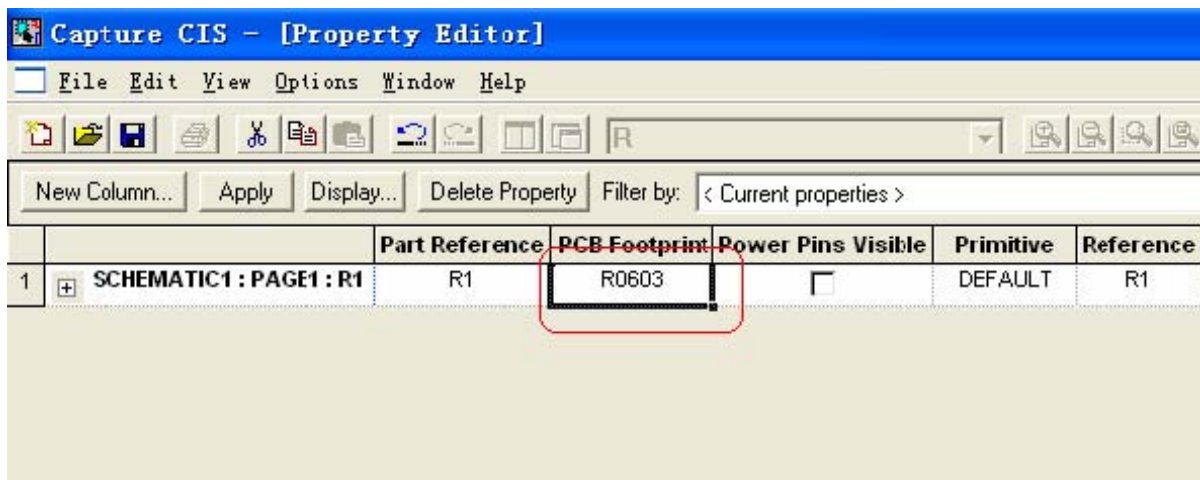 Capture CIS - [Property Editor]
File Edit View Options Window Help
R
New Column... Apply Display... Delete Property Filter by: < Current properties >
Part Reference PCB Footprint Power Pins Visible Primitive Reference
1 SCHEMATIC1 : PAGE1 : R1 R1 R0603 DEFAULT R1